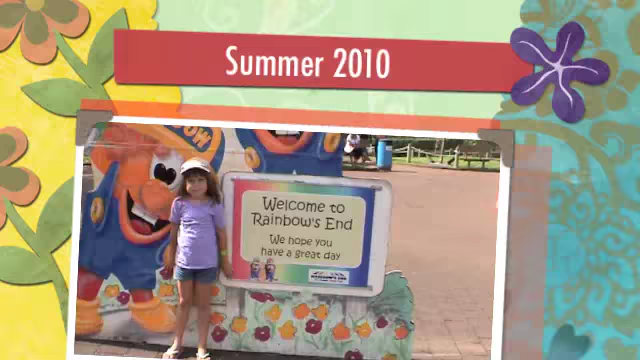 Summer 2010
Welcome to
Rainbow's End
We hope you
have a great day